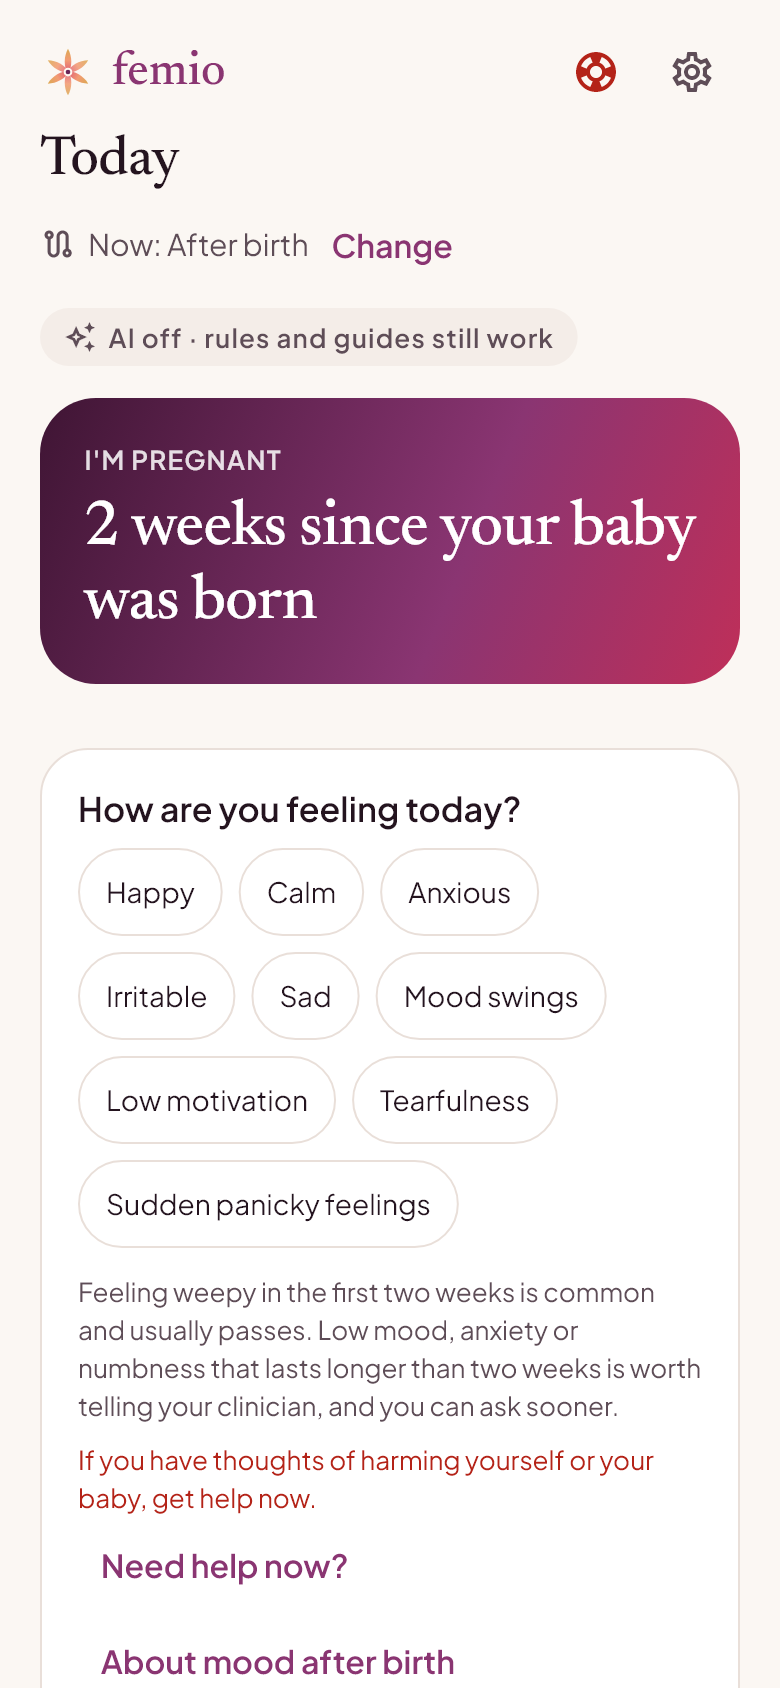 femio
Today
Now: After birth Change
AI off · rules and guides still work
I'M PREGNANT
2 weeks since your baby
was born
How are you feeling today?
Happy Calm Anxious
Irritable Sad Mood swings
Low motivation Tearfulness
Sudden panicky feelings
Feeling weepy in the first two weeks is common
and usually passes. Low mood, anxiety or
numbness that lasts longer than two weeks is worth
telling your clinician, and you can ask sooner.
If you have thoughts of harming yourself or your
baby, get help now.
Need help now?
About mood after birth